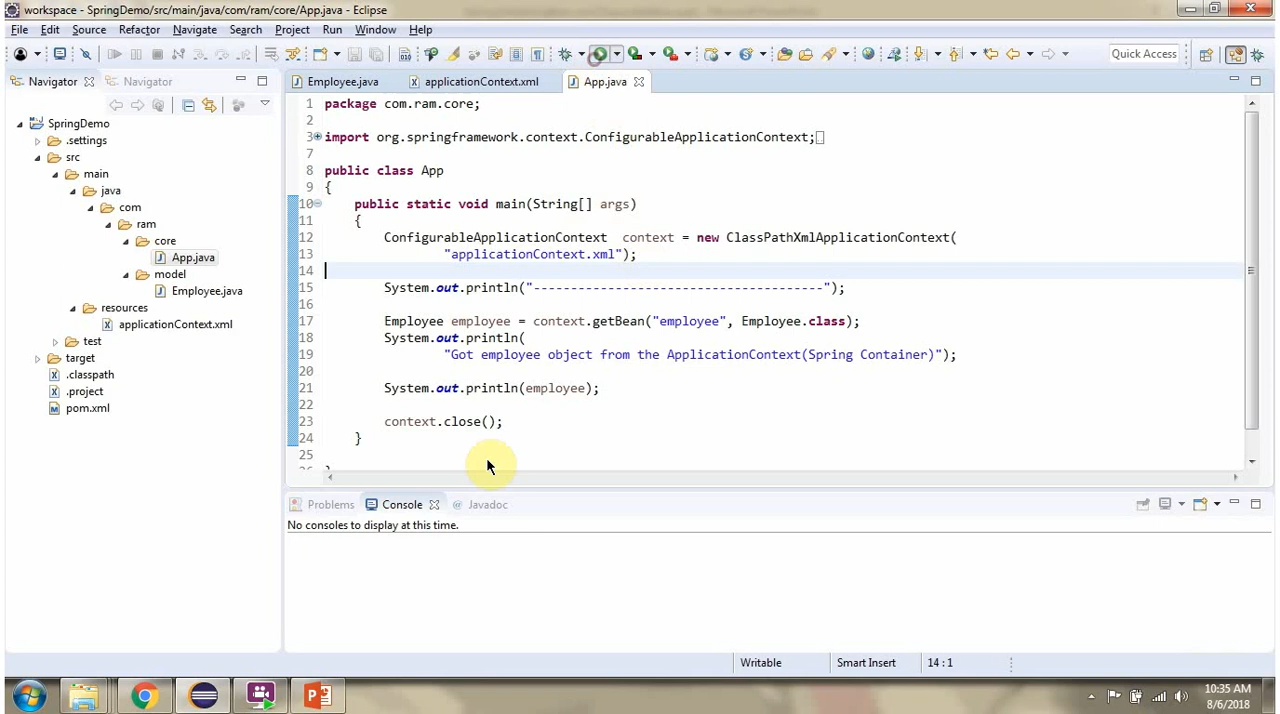 workspace - SpringDemo/src/main/java/com/ram/core/App.java - Eclipse
File Edit Source Refactor Navigate Search Project Run Window Help
Quick Access
Navigator Navigator
Employee.java applicationContext.xml App.java
SpringDemo
.settings
src
main
java
com
ram
core
App.java
model
Employee.java
resources
applicationContext.xml
test
target
.classpath
.project
pom.xml
1 package com.ram.core;
2
3 import org.springframework.context.ConfigurableApplicationContext;
7
8 public class App
9 {
10 public static void main(String[] args)
11 {
12 ConfigurableApplicationContext context = new ClassPathXmlApplicationContext(
13 "applicationContext.xml");
14
15 System.out.println("---------------------------------------");
16
17 Employee employee = context.getBean("employee", Employee.class);
18 System.out.println(
19 "Got employee object from the ApplicationContext(Spring Container)");
20
21 System.out.println(employee);
22
23 context.close();
24 }
25
Problems Console Javadoc
No consoles to display at this time.
Writable Smart Insert 14 : 1
10:35 AM
8/6/2018